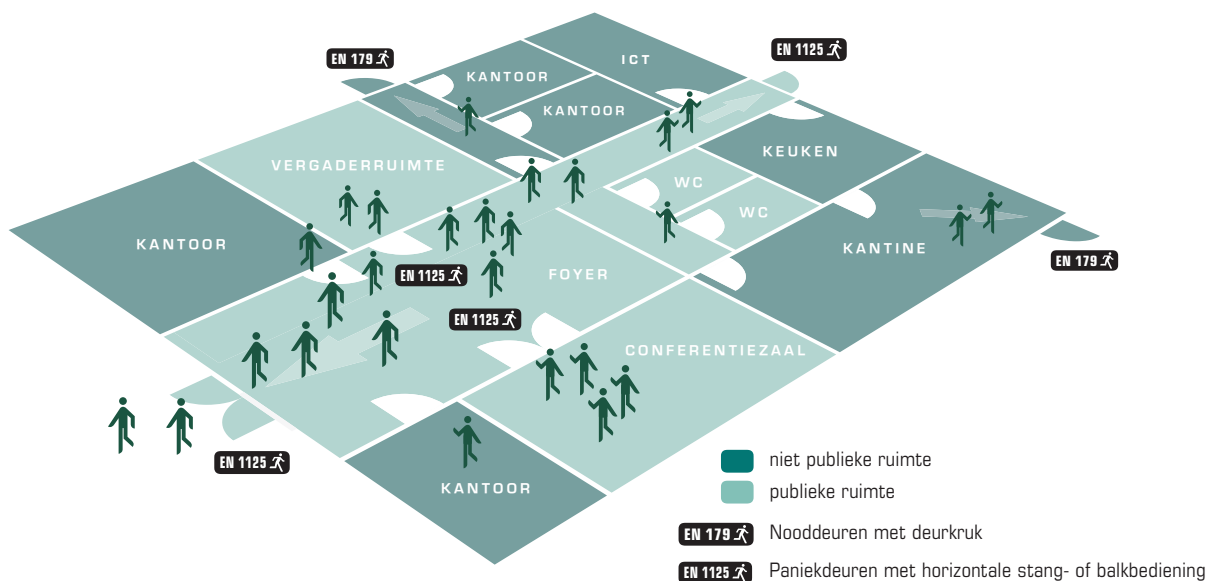 EN 179
EN 1125
ICT
KANTOOR
KANTOOR
KEUKEN
VERGADERRUIMTE
WC
WC
KANTOOR
KANTINE
EN 179
EN 1125
FOYER
EN 1125
CONFERENTIEZAAL
EN 1125
KANTOOR
niet publieke ruimte
publieke ruimte
EN 179 Nooddeuren met deurkruk
EN 1125 Paniekdeuren met horizontale stang- of balkbediening